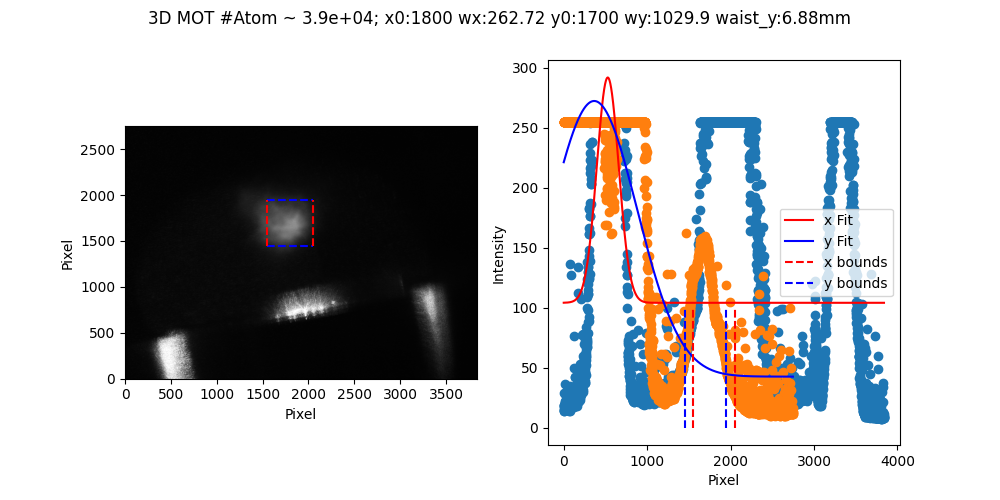 3D MOT #Atom ~ 3.9e+04; x0:1800 wx:262.72 y0:1700 wy:1029.9 waist_y:6.88mm
2500
2000
1500
1000
500
0
Pixel
0 500 1000 1500 2000 2500 3000 3500
Pixel
300
250
200
150
100
50
0
Intensity
x Fit
y Fit
x bounds
y bounds
0 1000 2000 3000 4000
Pixel